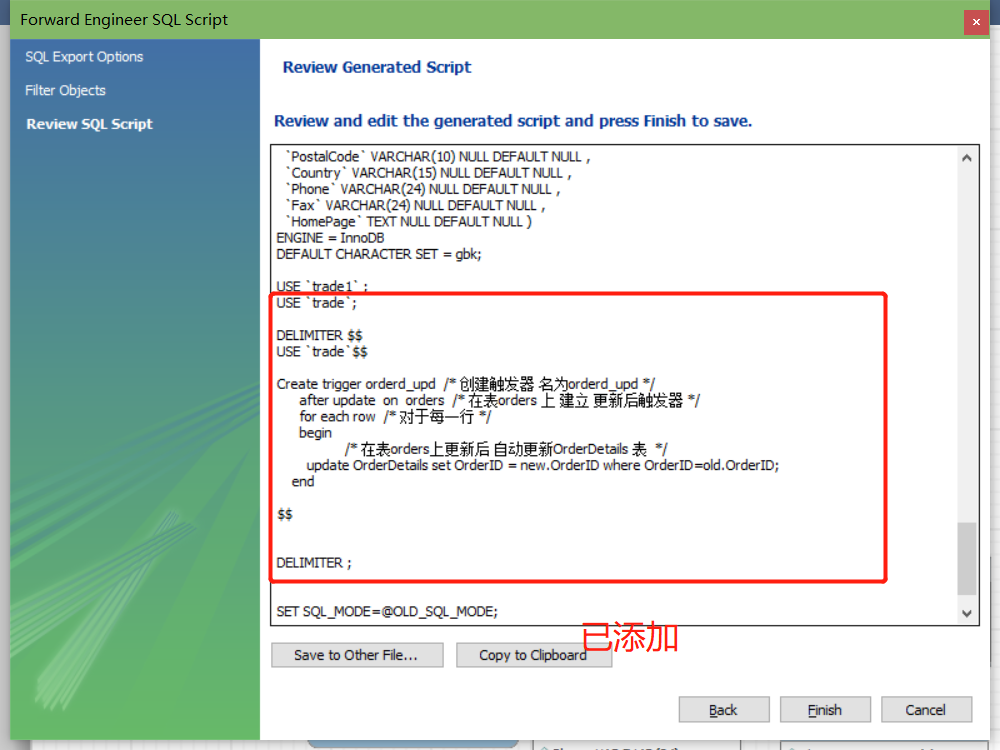 Forward Engineer SQL Script
SQL Export Options
Filter Objects
Review SQL Script
Review Generated Script
Review and edit the generated script and press Finish to save.
`PostalCode` VARCHAR(10) NULL DEFAULT NULL ,
`Country` VARCHAR(15) NULL DEFAULT NULL ,
`Phone` VARCHAR(24) NULL DEFAULT NULL ,
`Fax` VARCHAR(24) NULL DEFAULT NULL ,
`HomePage` TEXT NULL DEFAULT NULL )
ENGINE = InnoDB
DEFAULT CHARACTER SET = gbk;
USE `trade1` ;
USE `trade`;
DELIMITER $$
USE `trade`$$
Create trigger orderd_upd /* 创建触发器 名为orderd_upd */
after update on orders /* 在表orders 上 建立 更新后触发器 */
for each row /* 对于每一行 */
begin
/* 在表orders上更新后 自动更新OrderDetails 表 */
update OrderDetails set OrderID = new.OrderID where OrderID=old.OrderID;
end
$$
DELIMITER ;
SET SQL_MODE=@OLD_SQL_MODE;
已添加
Save to Other File...
Copy to Clipboard
Back
Finish
Cancel